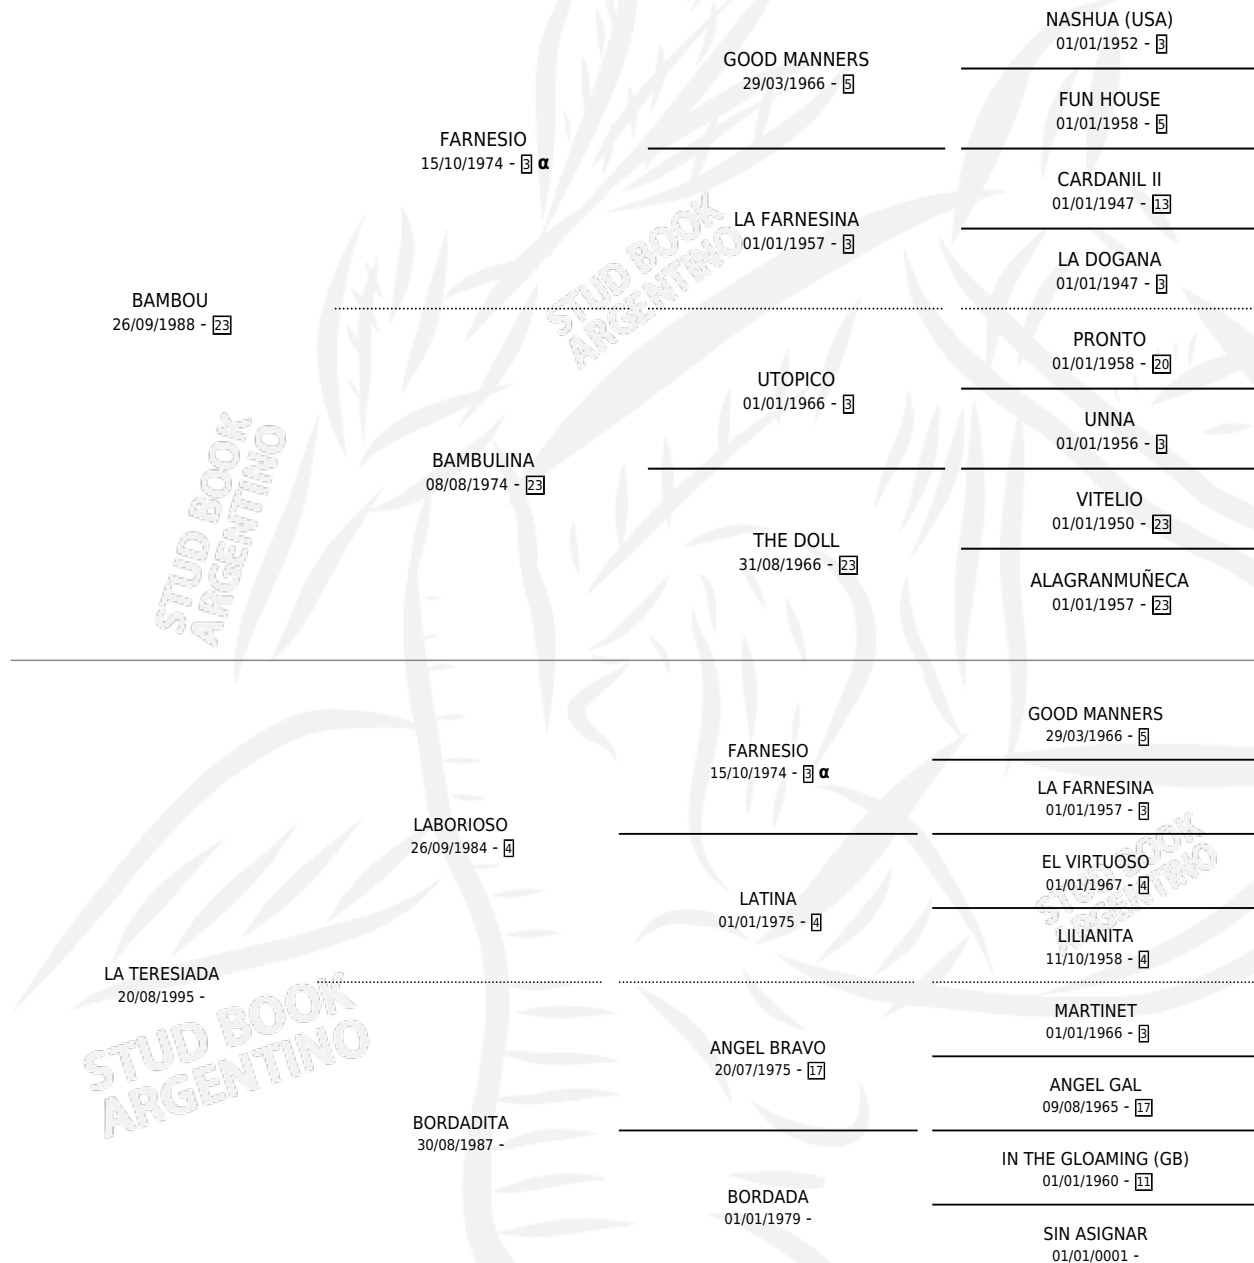 NASHUA (USA)
01/01/1952 - 3
GOOD MANNERS
29/03/1966 - 5
FUN HOUSE
01/01/1958 - 5
FARNESIO
15/10/1974 - 3 α
CARDANIL II
01/01/1947 - 13
LA FARNESINA
01/01/1957 - 3
LA DOGANA
01/01/1947 - 3
BAMBOU
26/09/1988 - 23
PRONTO
01/01/1958 - 20
UTOPICO
01/01/1966 - 3
UNNA
01/01/1956 - 3
BAMBULINA
08/08/1974 - 23
VITELIO
01/01/1950 - 23
THE DOLL
31/08/1966 - 23
ALAGRANMUÑECA
01/01/1957 - 23
STUD BOOK
ARGENTINO
STUD BOOK
ARGENTINO
GOOD MANNERS
29/03/1966 - 5
FARNESIO
15/10/1974 - 3 α
LA FARNESINA
01/01/1957 - 3
LABORIOSO
26/09/1984 - 4
EL VIRTUOSO
01/01/1967 - 4
LATINA
01/01/1975 - 4
LILIANITA
11/10/1958 - 4
LA TERESIADA
20/08/1995 -
MARTINET
01/01/1966 - 3
ANGEL BRAVO
20/07/1975 - 17
ANGEL GAL
09/08/1965 - 17
BORDADITA
30/08/1987 -
IN THE GLOAMING (GB)
01/01/1960 - 11
BORDADA
01/01/1979 -
SIN ASIGNAR
01/01/0001 -
STUD BOOK
ARGENTINO
STUD BOOK
ARGENTINO